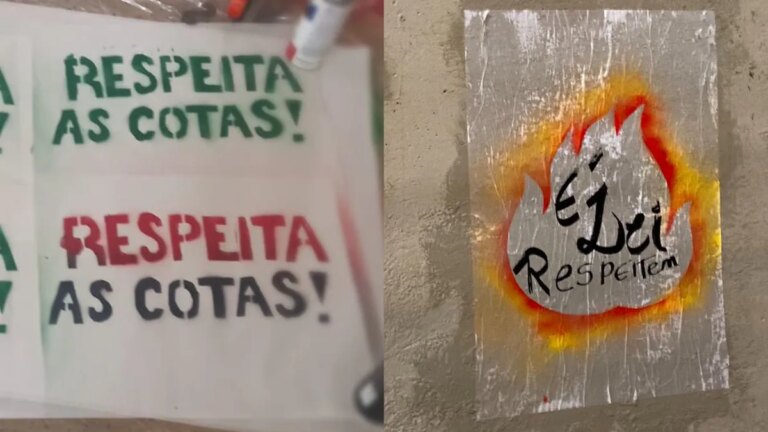 RESPEITA
AS COTAS!
RESPEITA
AS COTAS!
É Lei
Respeitem